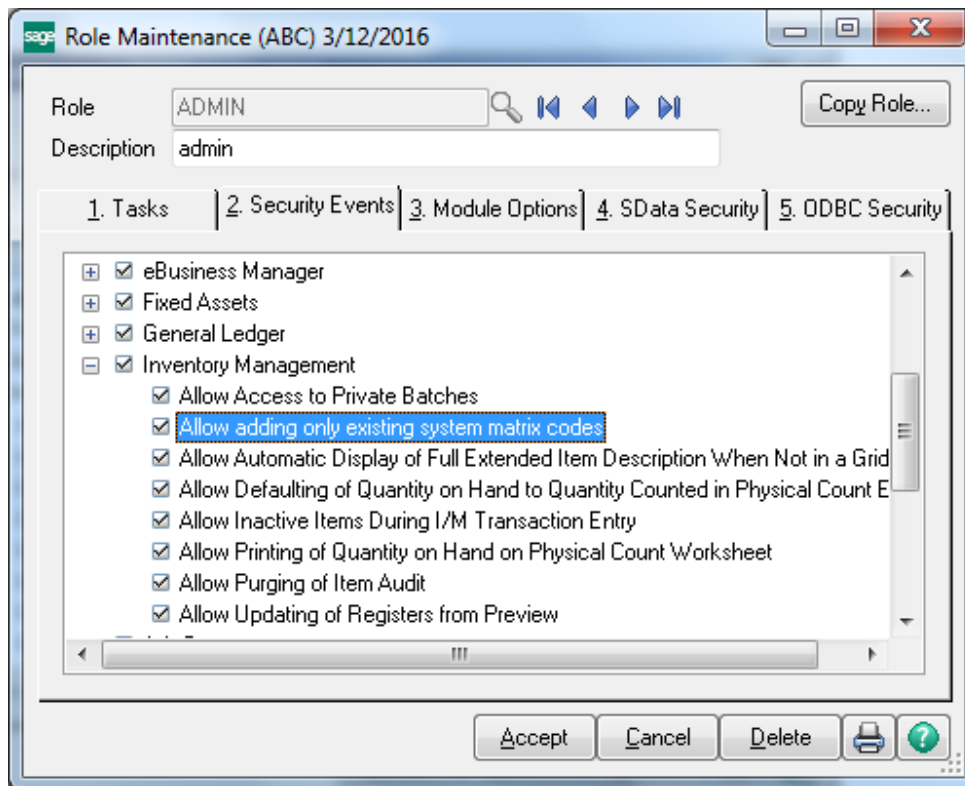 sage Role Maintenance (ABC) 3/12/2016
Role ADMIN Copy Role...
Description admin
1. Tasks 2. Security Events 3. Module Options 4. SData Security 5. ODBC Security
eBusiness Manager
Fixed Assets
General Ledger
Inventory Management
Allow Access to Private Batches
Allow adding only existing system matrix codes
Allow Automatic Display of Full Extended Item Description When Not in a Grid
Allow Defaulting of Quantity on Hand to Quantity Counted in Physical Count E
Allow Inactive Items During I/M Transaction Entry
Allow Printing of Quantity on Hand on Physical Count Worksheet
Allow Purging of Item Audit
Allow Updating of Registers from Preview
Accept Cancel Delete